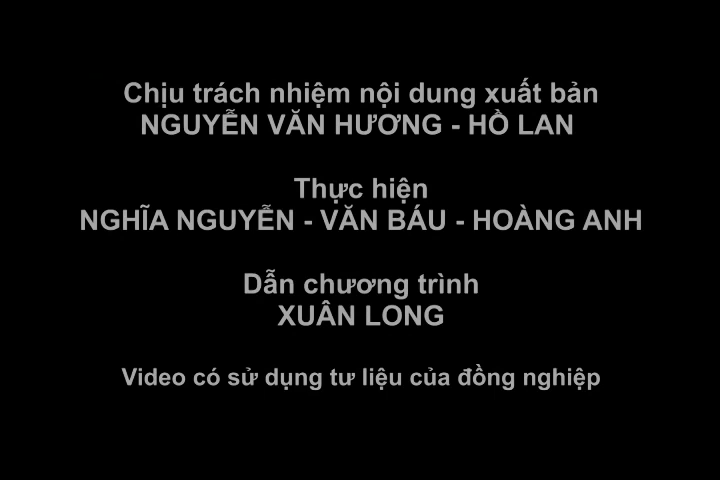 Chịu trách nhiệm nội dung xuất bản
NGUYỄN VĂN HƯƠNG - HỒ LAN
Thực hiện
NGHĨA NGUYỄN - VĂN BÁU - HOÀNG ANH
Dẫn chương trình
XUÂN LONG
Video có sử dụng tư liệu của đồng nghiệp